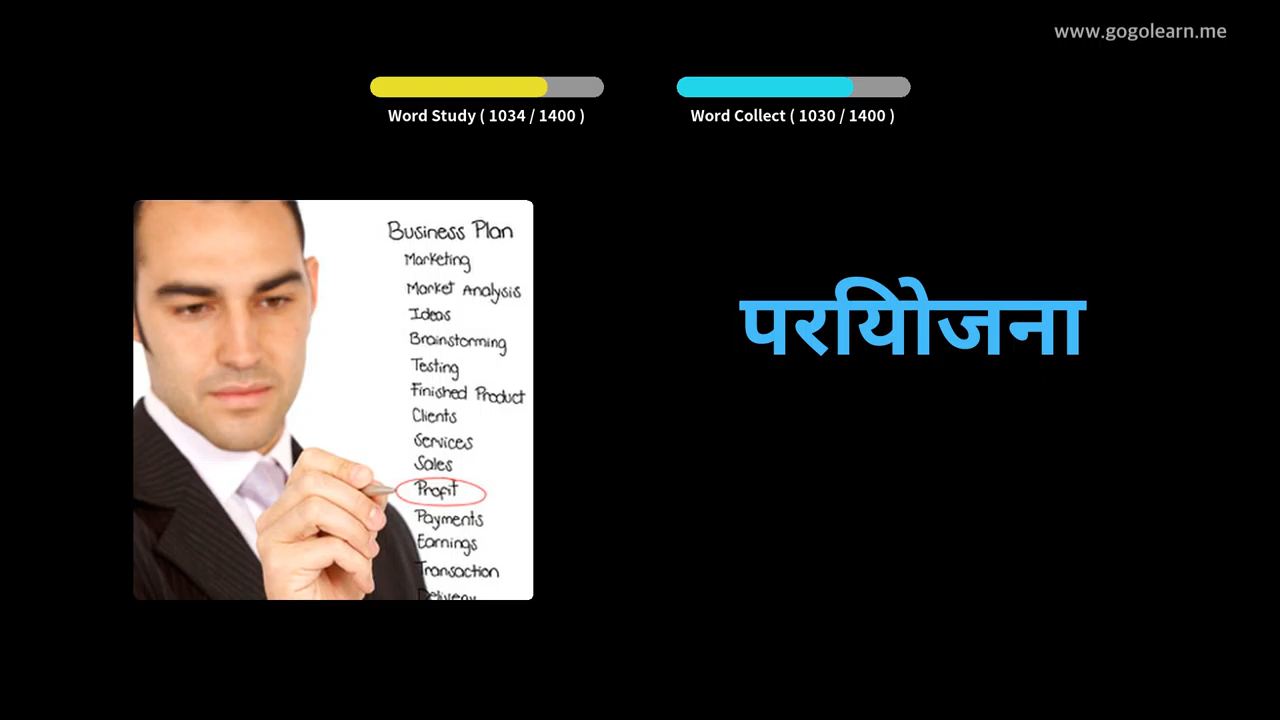 www.gogolearn.me
Word Study ( 1034 / 1400 )
Word Collect ( 1030 / 1400 )
Business Plan
Marketing
Market Analysis
Ideas
Brainstorming
Testing
Finished Product
Clients
Services
Sales
Profit
Payments
Earnings
Transaction
Delivery
परियोजना